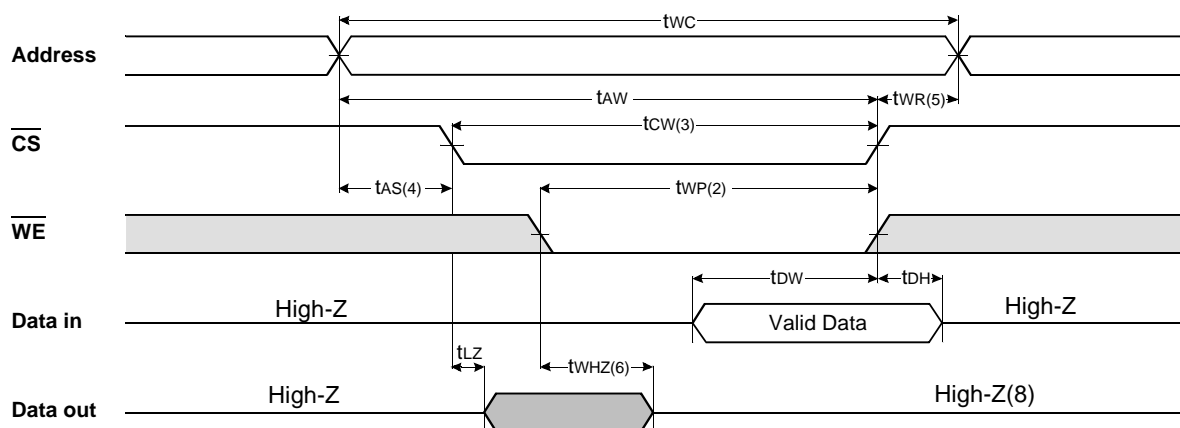 tWC
Address
tAW
tWR(5)
tCW(3)
CS
tAS(4)
tWP(2)
WE
tDW
tDH
High-Z
Valid Data
High-Z
Data in
tLZ
tWHZ(6)
High-Z
High-Z(8)
Data out